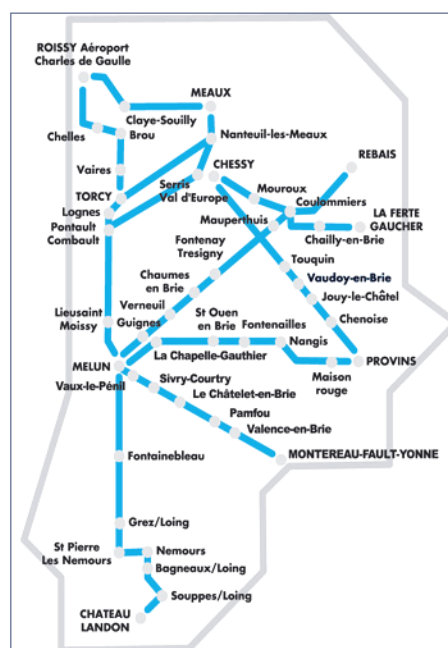 ROISSY Aéroport
Charles de Gaulle
MEAUX
Claye-Souilly
Chelles
Brou
Nanteuil-les-Meaux
CHESSY
REBAIS
Vaires
Serris
Val d'Europe
Mouroux
Coulommiers
TORCY
Lognes
Pontault
Combault
Mauperthuis
LA FERTE
GAUCHER
Chailly-en-Brie
Fontenay
Tresigny
Touquin
Chaumes
en Brie
Vaudoy-en-Brie
Jouy-le-Châtel
Verneuil
Guignes
Lieusaint
Moissy
St Ouen
en Brie
Fontenailles
Chenoise
Nangis
La Chapelle-Gauthier
MELUN
Vaux-le-Pénil
PROVINS
Maison
rouge
Sivry-Courtry
Le Châtelet-en-Brie
Pamfou
Valence-en-Brie
MONTEREAU-FAULT-YONNE
Fontainebleau
Grez/Loing
St Pierre
Les Nemours
Nemours
Bagneaux/Loing
Souppes/Loing
CHATEAU
LANDON